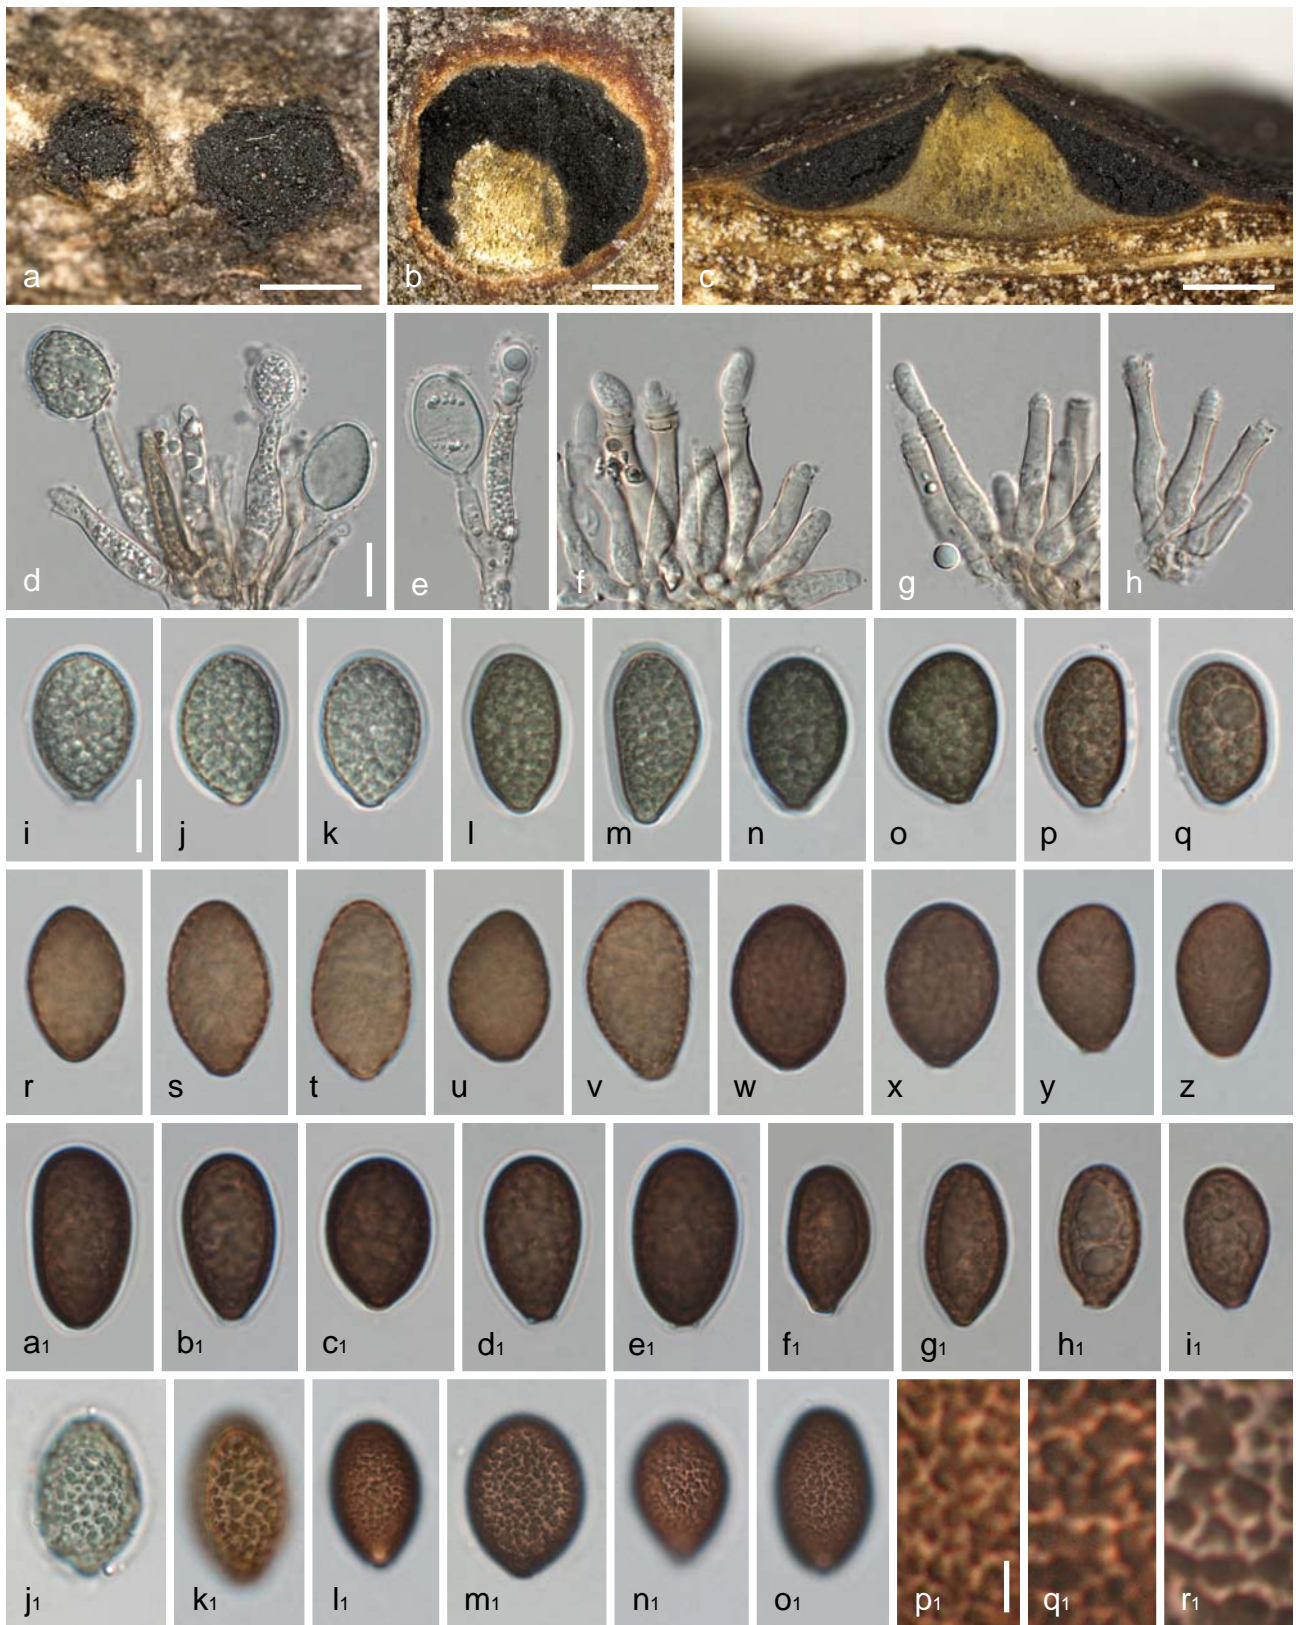 a b c
d e f g h
i j k l m n o p q
r s t u v w x y z
a1 b1 c1 d1 e1 f1 g1 h1 i1
j1 k1 l1 m1 n1 o1 p1 q1 r1